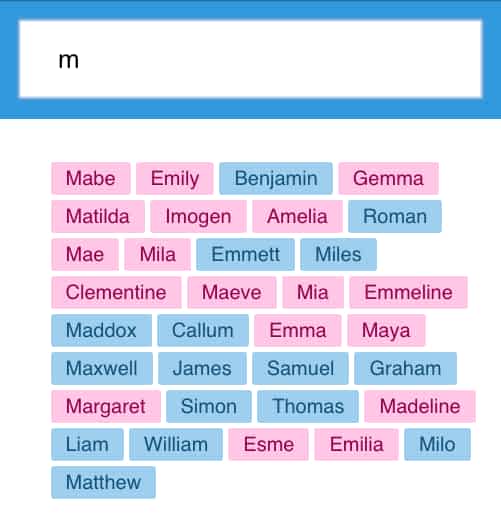 m
Mabe Emily Benjamin Gemma
Matilda Imogen Amelia Roman
Mae Mila Emmett Miles
Clementine Maeve Mia Emmeline
Maddox Callum Emma Maya
Maxwell James Samuel Graham
Margaret Simon Thomas Madeline
Liam William Esme Emilia Milo
Matthew